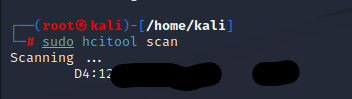 (root㉿kali)-[/home/kali]
# sudo hcitool scan
Scanning ...
D4:12